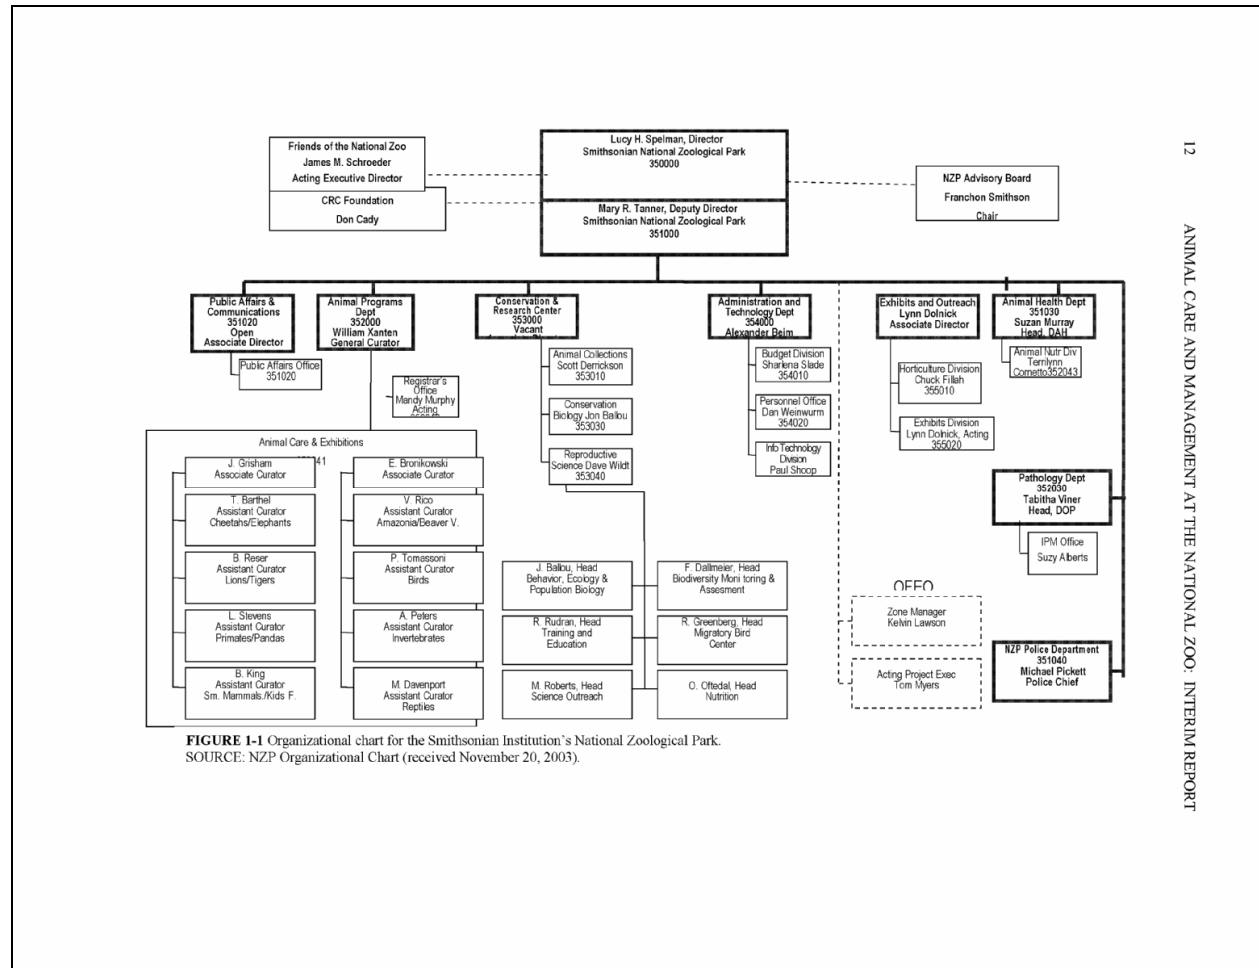 Friends of the National Zoo
James M. Schroeder
Acting Executive Director
CRC Foundation
Don Cady
Lucy H. Spelman, Director
Smithsonian National Zoological Park
350000
Mary R. Tanner, Deputy Director
Smithsonian National Zoological Park
351000
NZP Advisory Board
Franchon Smithson
Chair
Public Affairs &
Communications
351020
Open
Associate Director
Public Affairs Office
351020
Animal Programs
Dept
352000
William Xanten
General Curator
Registrar's
Office
Mandy Murphy
Acting
Animal Care & Exhibitions
41
J. Grisham
Associate Curator
T. Barthel
Assistant Curator
Cheetahs/Elephants
B. Reser
Assistant Curator
Lions/Tigers
L. Stevens
Assistant Curator
Primates/Pandas
B. King
Assistant Curator
Sm. Mammals./Kids F.
E. Bronikowski
Associate Curator
V. Rico
Assistant Curator
Amazonia/Beaver V.
P. Tomassoni
Assistant Curator
Birds
A. Peters
Assistant Curator
Invertebrates
M. Davenport
Assistant Curator
Reptiles
Conservation &
Research Center
353000
Vacant
Animal Collections
Scott Derrickson
353010
Conservation
Biology Jon Ballou
353030
Reproductive
Science Dave Wildt
353040
J. Ballou, Head
Behavior, Ecology &
Population Biology
R. Rudran, Head
Training and
Education
M. Roberts, Head
Science Outreach
F. Dallmeier, Head
Biodiversity Monitoring &
Assesment
R. Greenberg, Head
Migratory Bird
Center
O. Oftedal, Head
Nutrition
Administration and
Technology Dept
354000
Alexander Beim
Budget Division
Sharlena Slade
354010
Personnel Office
Dan Weinwurm
354020
Info Technology
Division
Paul Shoop
Exhibits and Outreach
Lynn Dolnick
Associate Director
Horticulture Division
Chuck Fillah
355010
Exhibits Division
Lynn Dolnick, Acting
355020
OFEO
Zone Manager
Kelvin Lawson
Acting Project Exec
Tom Myers
Animal Health Dept
351030
Suzan Murray
Head, DAH
Animal Nutr Div
Terrilynn
Cometto352043
Pathology Dept
352030
Tabitha Viner
Head, DOP
IPM Office
Suzy Alberts
NZP Police Department
351040
Michael Pickett
Police Chief
FIGURE 1-1 Organizational chart for the Smithsonian Institution's National Zoological Park.
SOURCE: NZP Organizational Chart (received November 20, 2003).
12 ANIMAL CARE AND MANAGEMENT AT THE NATIONAL ZOO: INTERIM REPORT